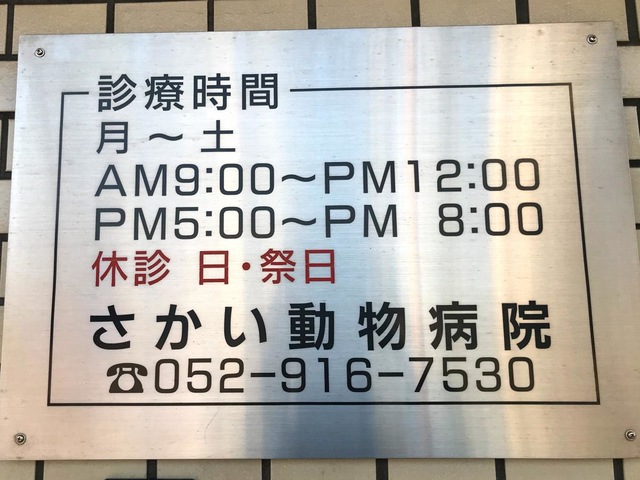 診療時間
月～土
AM9:00～PM12:00
PM5:00～PM 8:00
休診 日・祭日
さかい動物病院
☎052-916-7530